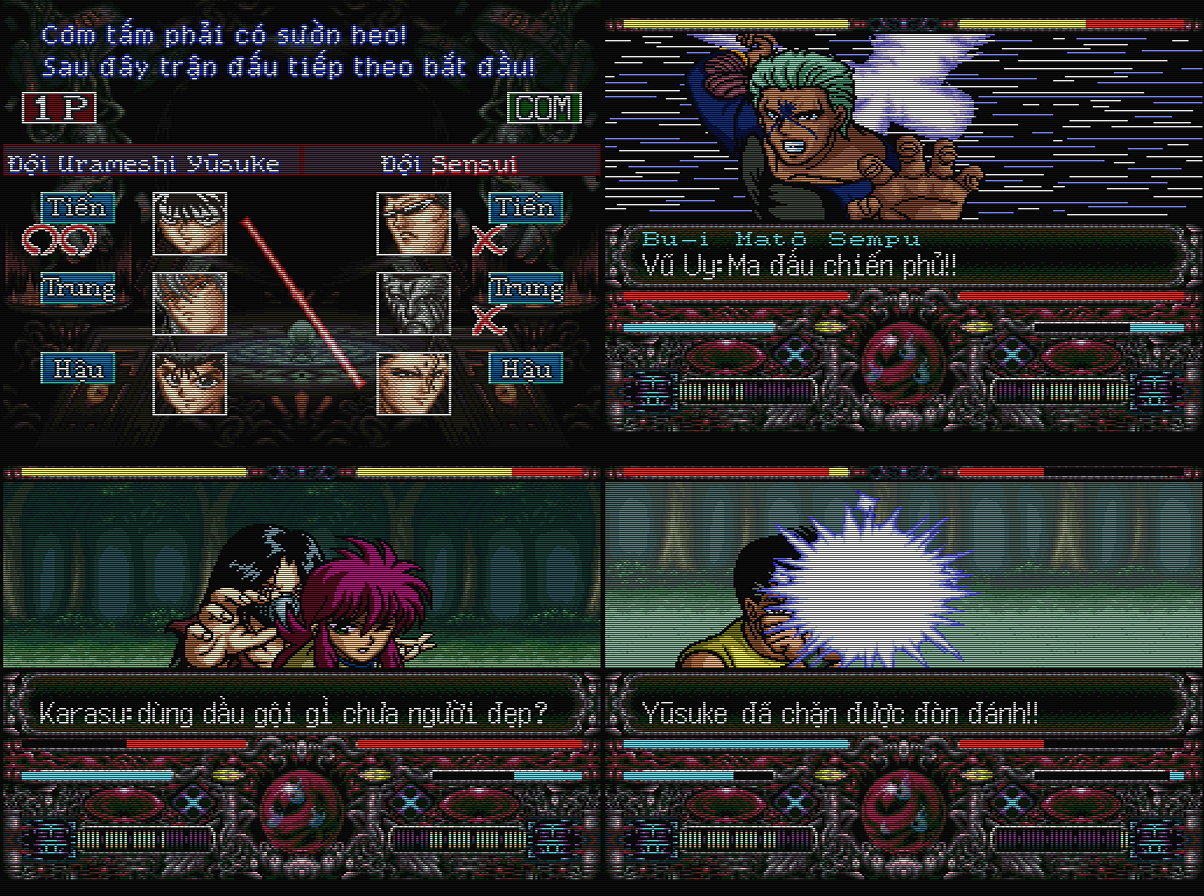 Cơm tấm phải có sườn heo!
Sau đây trận đấu tiếp theo bắt đầu!
1P
COM
Đội Urameshi Yūsuke
Đội Sensui
Tiền
Tiền
Trung
Trung
Hậu
Hậu
Bu-i Matō Sempu
Vũ Uy: Ma đấu chiến phủ!!
Karasu: dùng dầu gội gì chưa người đẹp?
Yūsuke đã chặn được đòn đánh!!